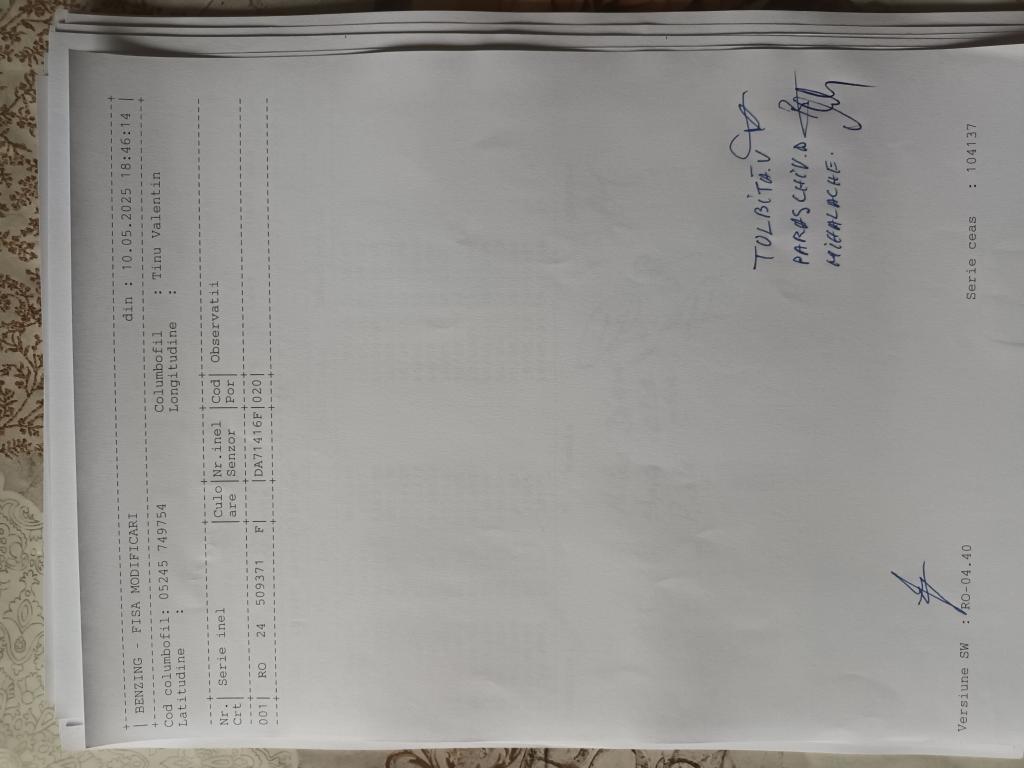 BENZING - FISA MODIFICARI din : 10.05.2025 18:46:14
Cod columbofil: 05245 749754 Columbofil : Tinu Valentin
Latitudine : Longitudine :
Nr. | Serie inel |Culo|Nr.inel |Cod | Observatii
Crt| |are |Senzor |Por|
001| RO 24 509371 F| |DA71416F|020|
TOLBITĂ.V
PARASCHIV.D
MIHALACHE.
Versiune SW : RO-04.40 Serie ceas : 104137